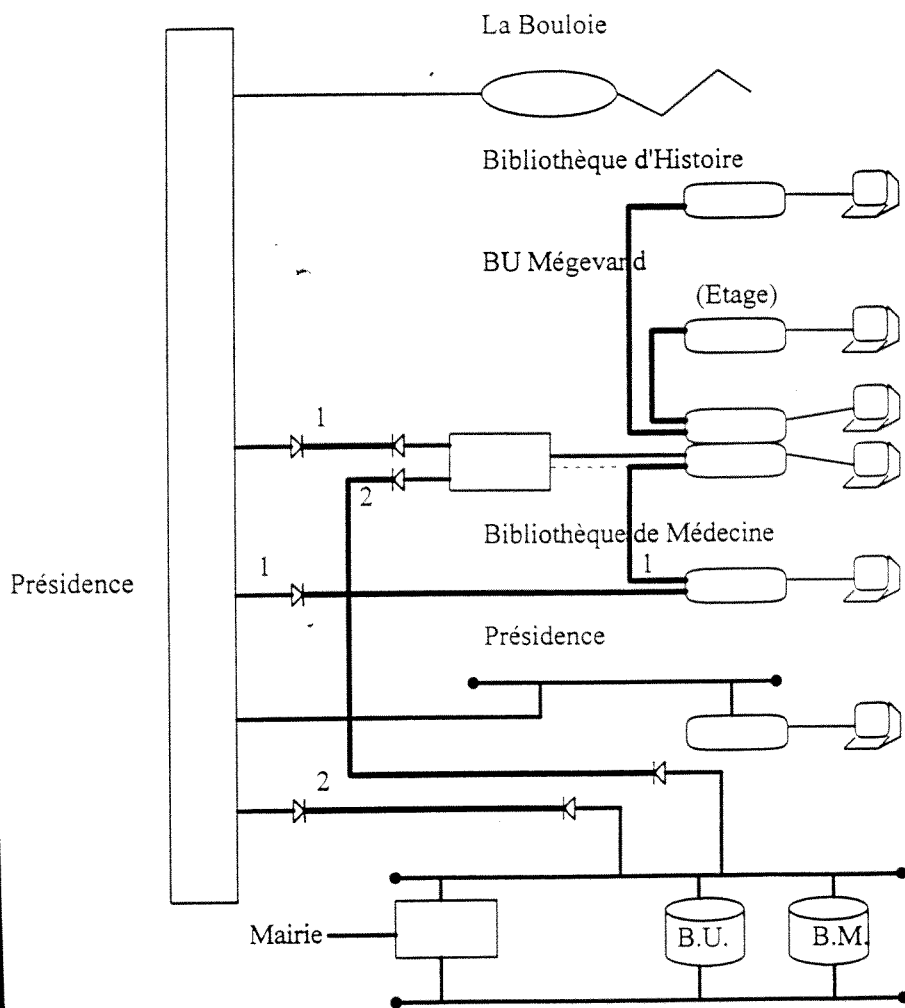 La Bouloie
Bibliothèque d'Histoire
BU Mégevand
(Etage)
1
2
Bibliothèque de Médecine
1
1
Présidence
Présidence
2
Mairie
B.U.
B.M.